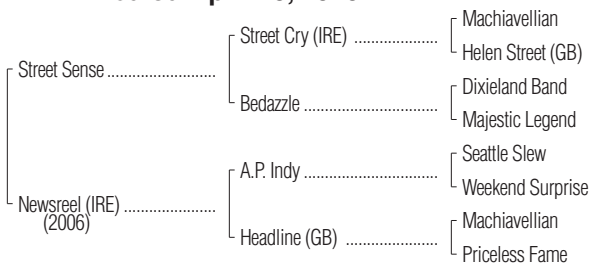 Machiavellian
Street Cry (IRE) ....................
Helen Street (GB)
Street Sense ..........................
Dixieland Band
Bedazzle ................................
Majestic Legend
Seattle Slew
A.P. Indy ................................
Weekend Surprise
Newsreel (IRE) ......................
(2006)
Machiavellian
Headline (GB) ......................
Priceless Fame